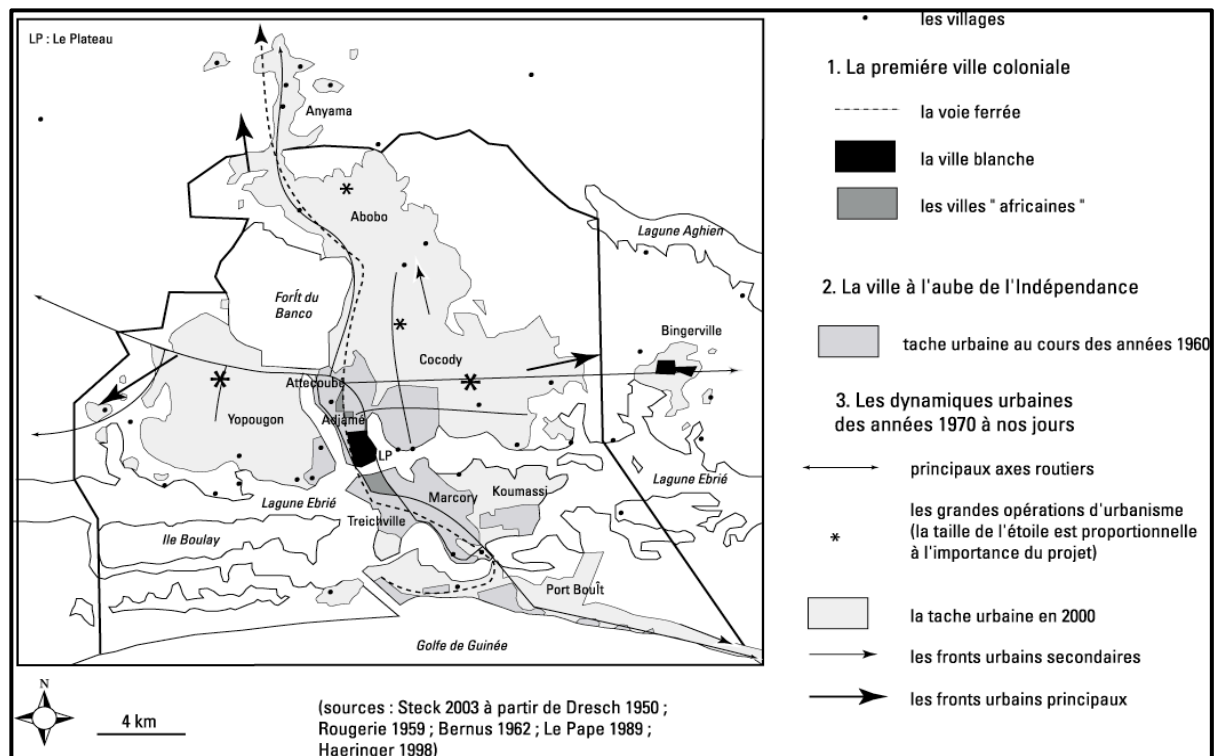 LP : Le Plateau
Anyama
Abobo
Lagune Aghien
ForÍt du
Banco
Bingerville
Cocody
Attecoubé
Yopougon
Adjamé
LP
Lagune Ebrié
Marcory
Koumassi
Lagune Ebrié
Treichville
Ile Boulay
Port BouÎt
Golfe de Guinée
N
4 km
(sources : Steck 2003 à partir de Dresch 1950 ;
Rougerie 1959 ; Bernus 1962 ; Le Pape 1989 ;
Haeringer 1998)
les villages
1. La premiére ville coloniale
la voie ferrée
la ville blanche
les villes " africaines "
2. La ville à l'aube de l'Indépendance
tache urbaine au cours des années 1960
3. Les dynamiques urbaines
des années 1970 à nos jours
principaux axes routiers
les grandes opérations d'urbanisme
(la taille de l'étoile est proportionnelle
à l'importance du projet)
la tache urbaine en 2000
les fronts urbains secondaires
les fronts urbains principaux